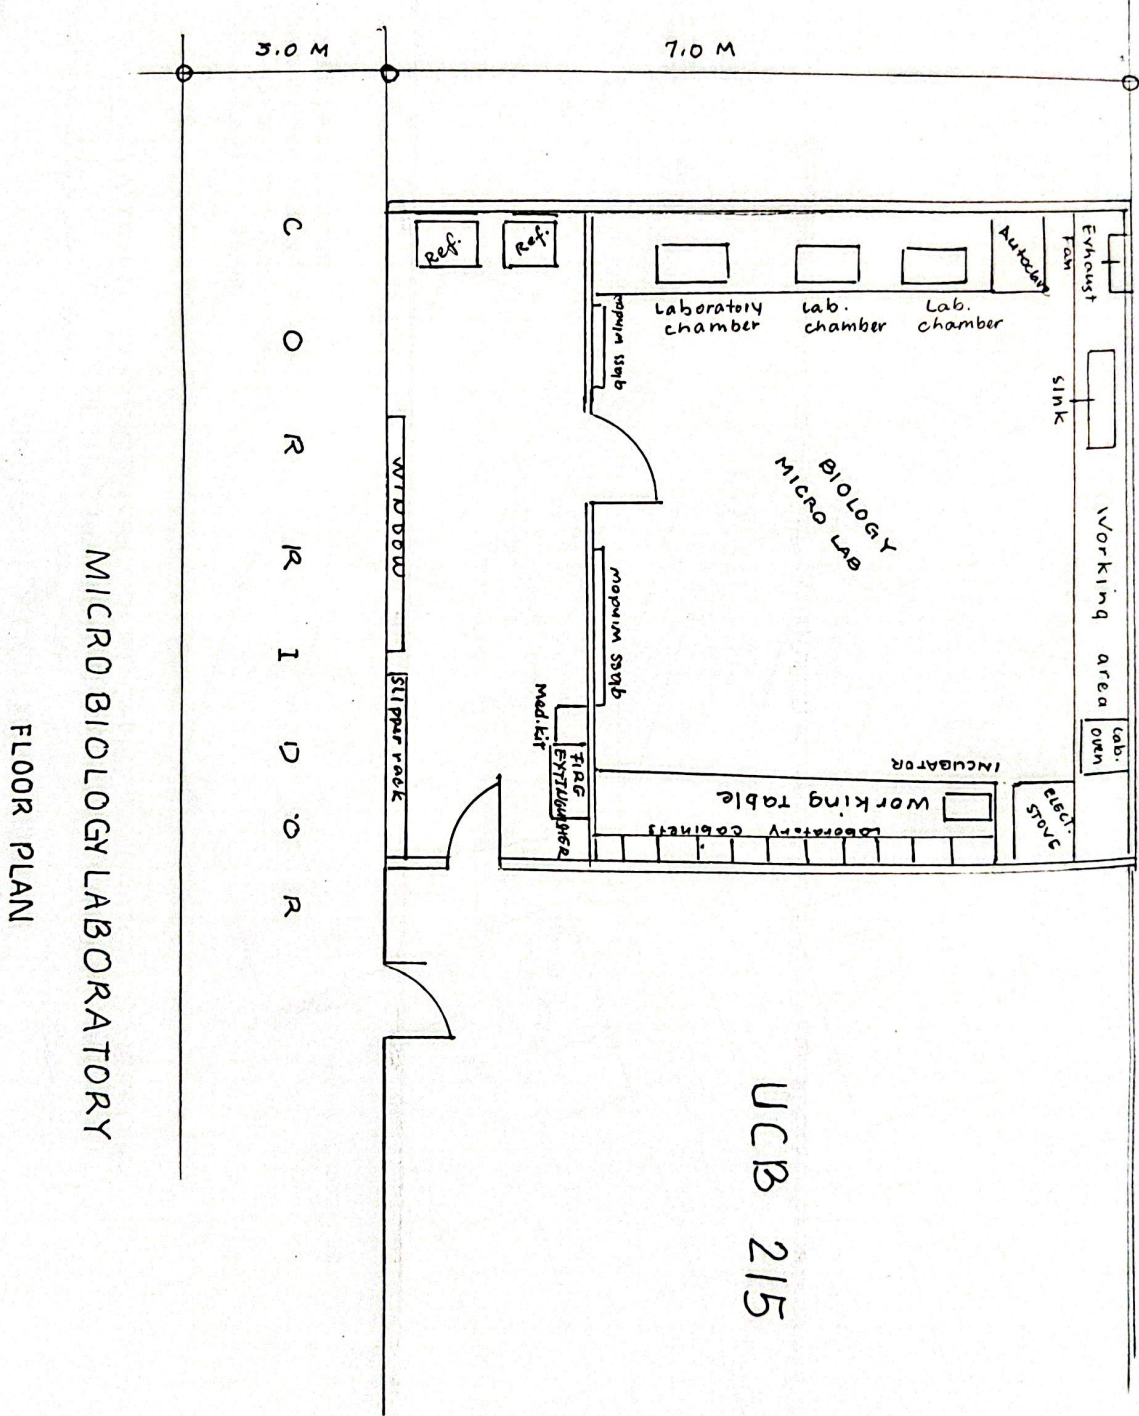 3.0 M
7.0 M
CORRIDOR
Ref.
Ref.
Autoclave
Exhaust
Fan
Laboratory
chamber
Lab.
chamber
Lab.
chamber
glass window
sink
WINDOW
BIOLOGY
MICRO LAB
Working area
glass window
Slipper rack
Med.kit
FIRE
EXTINGUISHER
INCUBATOR
Working table
Laboratory cabinets
Lab.
oven
ELECT.
STOVE
UCB 215
MICRO BIOLOGY LABORATORY
FLOOR PLAN